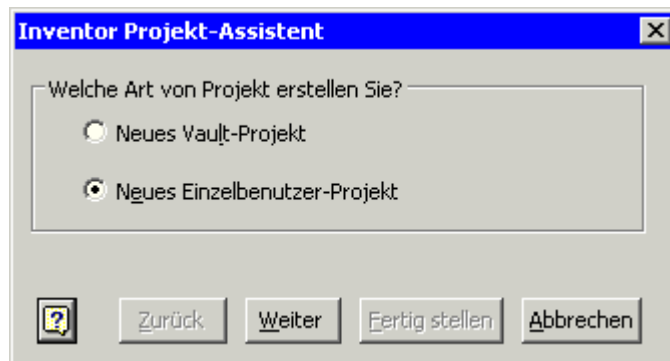 Inventor Projekt-Assistent
Welche Art von Projekt erstellen Sie?
Neues Vault-Projekt
Neues Einzelbenutzer-Projekt
Zurück Weiter Fertig stellen Abbrechen